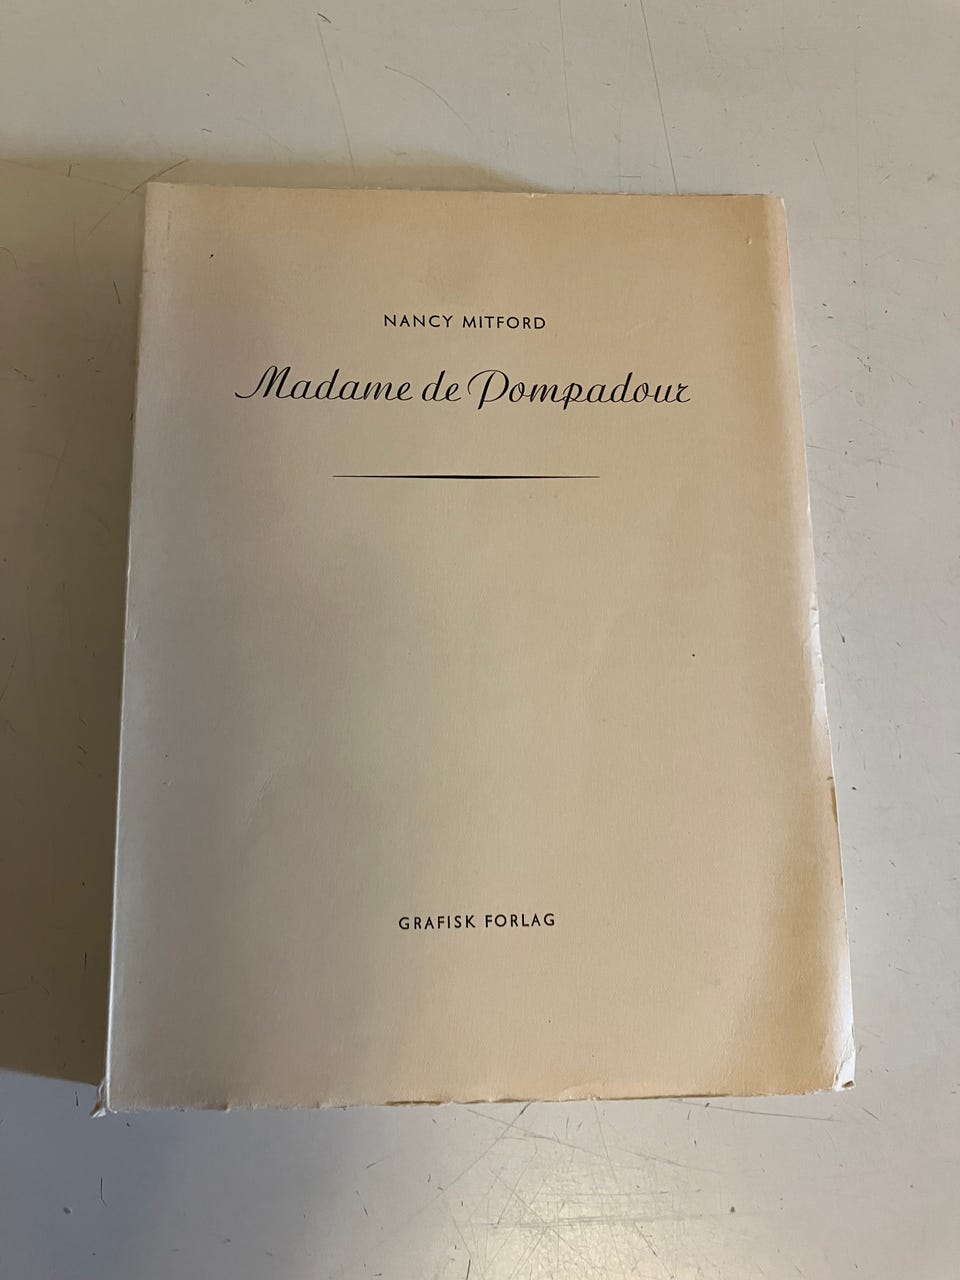 NANCY MITFORD
Madame de Pompadour
GRAFISK FORLAG